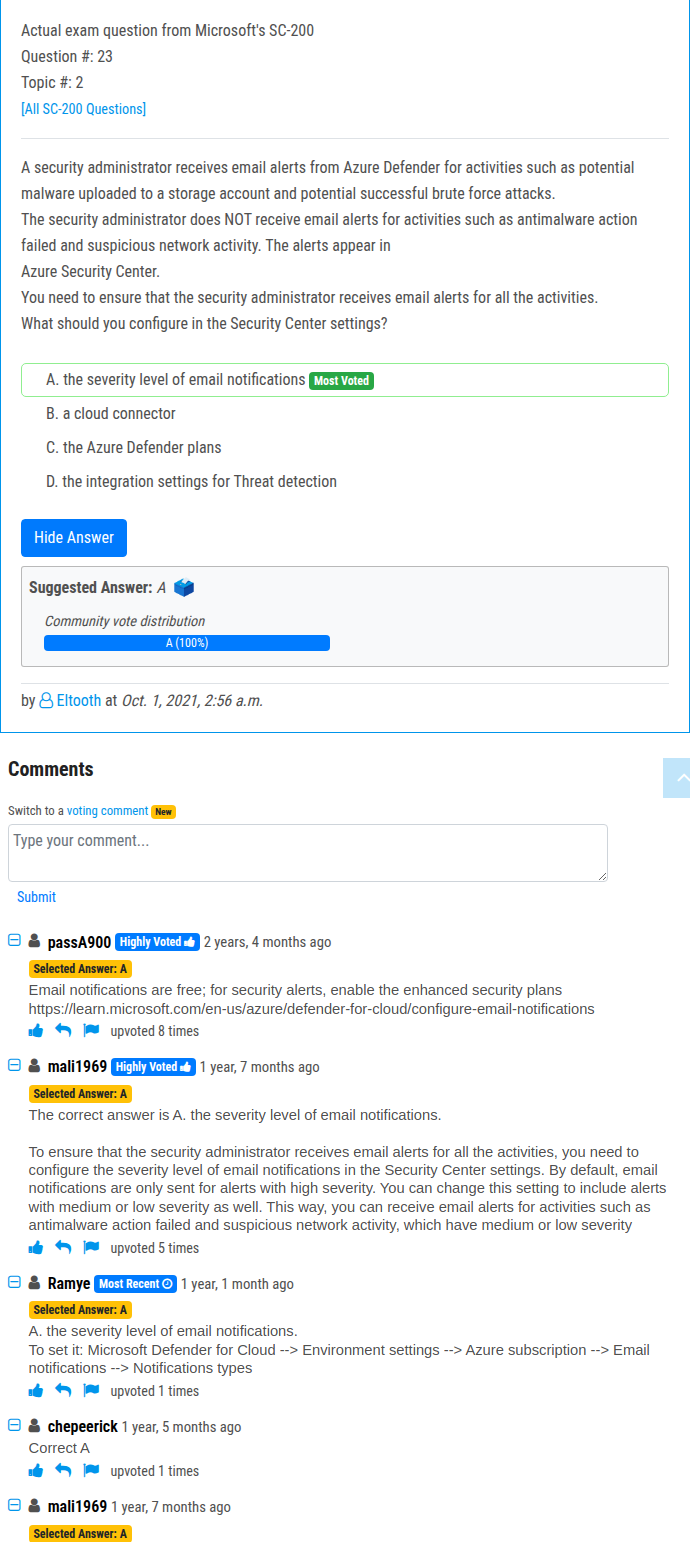 Actual exam question from Microsoft's SC-200
Question #: 23
Topic #: 2
[All SC-200 Questions]
A security administrator receives email alerts from Azure Defender for activities such as potential
malware uploaded to a storage account and potential successful brute force attacks.
The security administrator does NOT receive email alerts for activities such as antimalware action
failed and suspicious network activity. The alerts appear in
Azure Security Center.
You need to ensure that the security administrator receives email alerts for all the activities.
What should you configure in the Security Center settings?
A. the severity level of email notifications Most Voted
B. a cloud connector
C. the Azure Defender plans
D. the integration settings for Threat detection
Hide Answer
Suggested Answer: A
Community vote distribution
A (100%)
by Eltooth at Oct. 1, 2021, 2:56 a.m.
Comments
Switch to a voting comment New
Type your comment...
Submit
passA900 Highly Voted 2 years, 4 months ago
Selected Answer: A
Email notifications are free; for security alerts, enable the enhanced security plans
https://learn.microsoft.com/en-us/azure/defender-for-cloud/configure-email-notifications
upvoted 8 times
mali1969 Highly Voted 1 year, 7 months ago
Selected Answer: A
The correct answer is A. the severity level of email notifications.
To ensure that the security administrator receives email alerts for all the activities, you need to
configure the severity level of email notifications in the Security Center settings. By default, email
notifications are only sent for alerts with high severity. You can change this setting to include alerts
with medium or low severity as well. This way, you can receive email alerts for activities such as
antimalware action failed and suspicious network activity, which have medium or low severity
upvoted 5 times
Ramye Most Recent 1 year, 1 month ago
Selected Answer: A
A. the severity level of email notifications.
To set it: Microsoft Defender for Cloud --> Environment settings --> Azure subscription --> Email
notifications --> Notifications types
upvoted 1 times
chepeerick 1 year, 5 months ago
Correct A
upvoted 1 times
mali1969 1 year, 7 months ago
Selected Answer: A